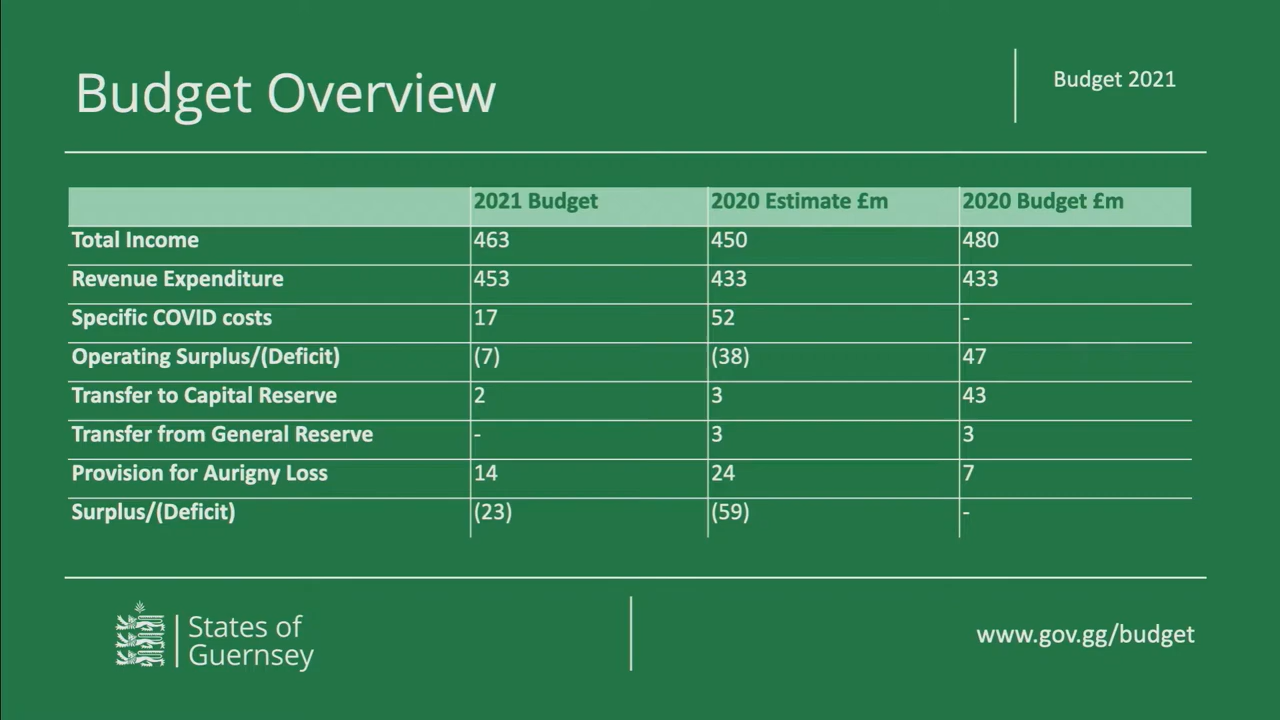 Budget Overview
Budget 2021
2021 Budget 2020 Estimate £m 2020 Budget £m
Total Income 463 450 480
Revenue Expenditure 453 433 433
Specific COVID costs 17 52 -
Operating Surplus/(Deficit) (7) (38) 47
Transfer to Capital Reserve 2 3 43
Transfer from General Reserve - 3 3
Provision for Aurigny Loss 14 24 7
Surplus/(Deficit) (23) (59) -
States of
Guernsey
www.gov.gg/budget